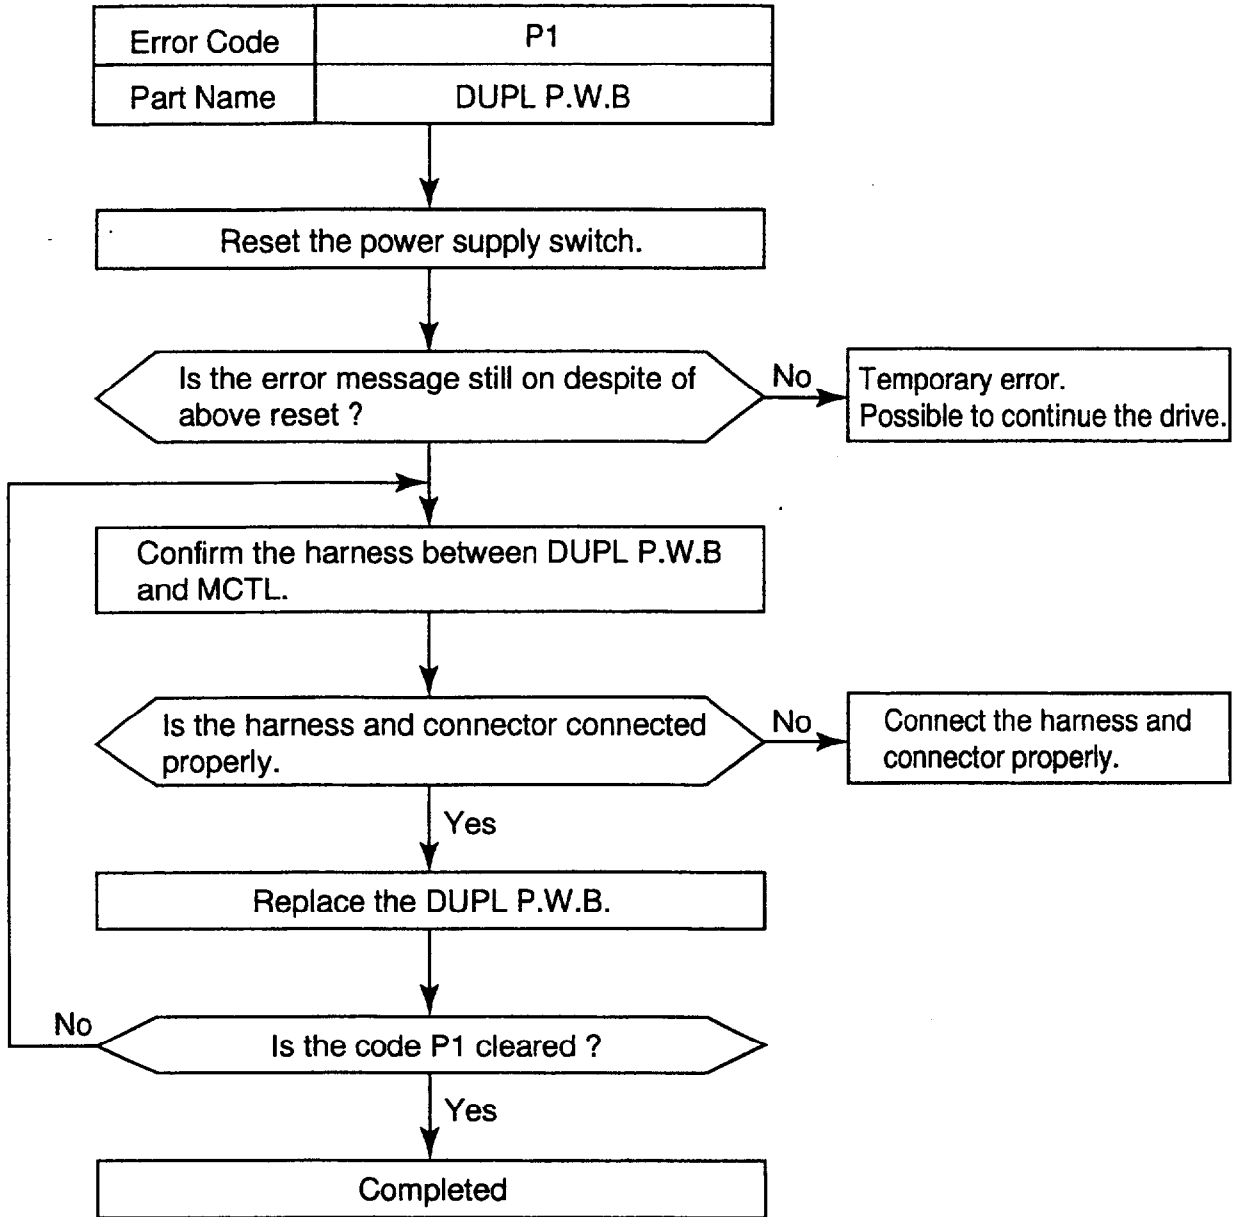 Error Code P1
Part Name DUPL P.W.B
Reset the power supply switch.
Is the error message still on despite of
above reset ?
No
Temporary error.
Possible to continue the drive.
Confirm the harness between DUPL P.W.B
and MCTL.
Is the harness and connector connected
properly.
No
Connect the harness and
connector properly.
Yes
Replace the DUPL P.W.B.
No
Is the code P1 cleared ?
Yes
Completed